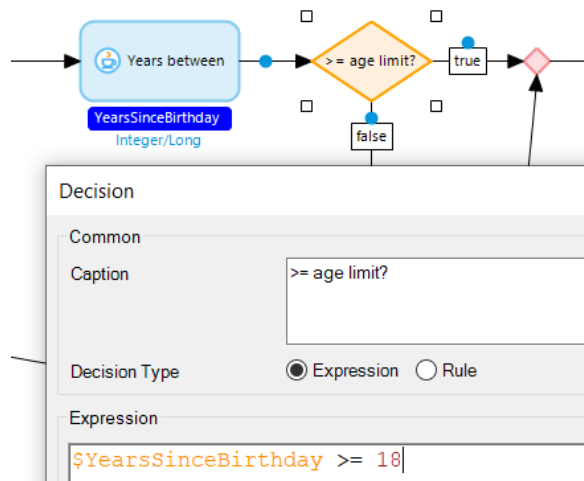 Years between
>= age limit?
true
YearsSinceBirthday
Integer/Long
false
Decision
Common
Caption
>= age limit?
Decision Type
Expression
Rule
Expression
$YearsSinceBirthday >= 18